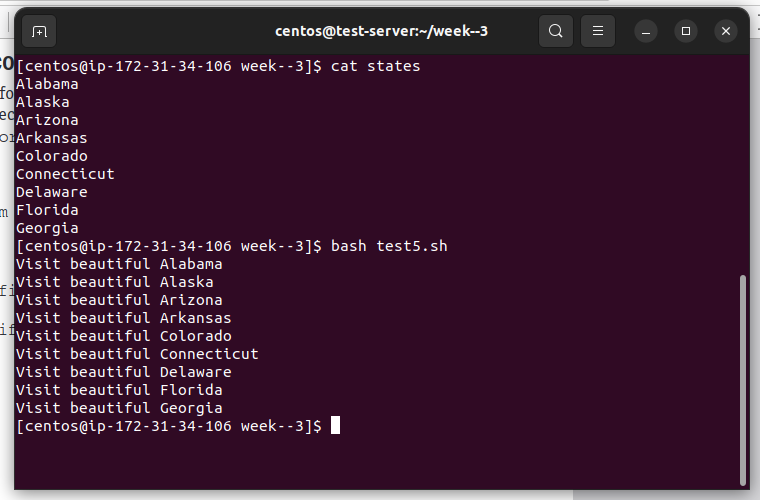 centos@test-server:~/week--3
[centos@ip-172-31-34-106 week--3]$ cat states
Alabama
Alaska
Arizona
Arkansas
Colorado
Connecticut
Delaware
Florida
Georgia
[centos@ip-172-31-34-106 week--3]$ bash test5.sh
Visit beautiful Alabama
Visit beautiful Alaska
Visit beautiful Arizona
Visit beautiful Arkansas
Visit beautiful Colorado
Visit beautiful Connecticut
Visit beautiful Delaware
Visit beautiful Florida
Visit beautiful Georgia
[centos@ip-172-31-34-106 week--3]$